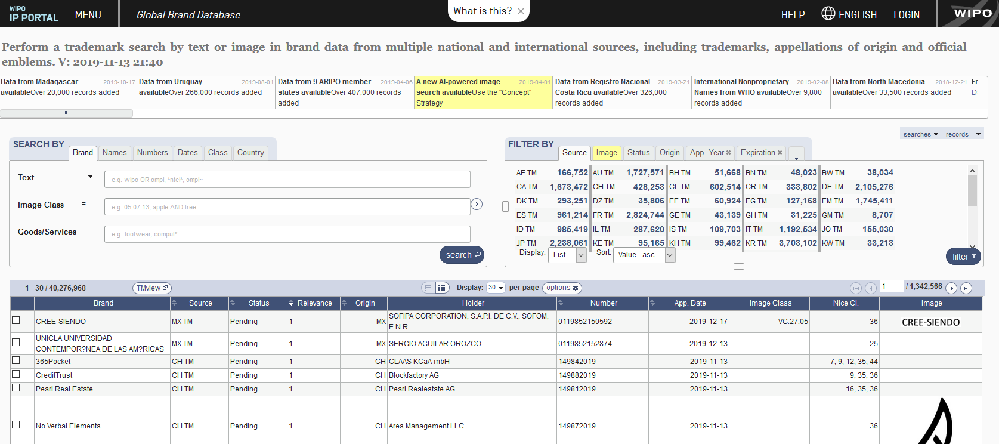 WIPO
IP PORTAL
MENU
Global Brand Database
What is this? ×
HELP
ENGLISH
LOGIN
WIPO
Perform a trademark search by text or image in brand data from multiple national and international sources, including trademarks, appellations of origin and official
emblems. V: 2019-11-13 21:40
Data from Madagascar 2019-10-17
availableOver 20,000 records added
Data from Uruguay 2019-08-01
availableOver 266,000 records added
Data from 9 ARIPO member 2019-04-06
states availableOver 407,000 records
added
A new AI-powered image 2019-04-01
search availableUse the "Concept"
Strategy
Data from Registro Nacional 2019-03-21
Costa Rica availableOver 326,000
records added
International Nonproprietary 2019-02-08
Names from WHO availableOver 9,800
records added
Data from North Macedonia 2018-12-21
availableOver 33,500 records added
Fr
D
searches
records
SEARCH BY
Brand Names Numbers Dates Class Country
Text = e.g. wipo OR ompi, *ntel*, ompi~
Image Class = e.g. 05.07.13, apple AND tree
Goods/Services = e.g. footwear, comput*
search
FILTER BY
Source Image Status Origin App. Year × Expiration ×
AE TM 166,752 AU TM 1,727,571 BH TM 51,668 BN TM 48,023 BW TM 38,034
CA TM 1,673,472 CH TM 428,253 CL TM 602,514 CR TM 333,802 DE TM 2,105,276
DK TM 293,251 DZ TM 35,806 EE TM 60,924 EG TM 127,168 EM TM 1,745,411
ES TM 961,214 FR TM 2,824,744 GE TM 43,139 GH TM 31,225 GM TM 8,707
ID TM 985,419 IL TM 287,620 IS TM 109,703 IT TM 1,192,534 JO TM 155,030
JP TM 2,238,061 KE TM 95,165 KH TM 99,462 KR TM 3,703,102 KW TM 33,213
Display: List Sort: Value - asc
filter
1 - 30 / 40,276,968 TMview Display: 30 per page options 1 / 1,342,566
Brand Source Status Relevance Origin Holder Number App. Date Image Class Nice Cl. Image
CREE-SIENDO MX TM Pending 1 MX SOFIPA CORPORATION, S.A.P.I. DE C.V., SOFOM, E.N.R. 0119852150592 2019-12-17 VC.27.05 36 CREE-SIENDO
UNICLA UNIVERSIDAD CONTEMPOR?NEA DE LAS AM?RICAS MX TM Pending 1 MX SERGIO AGUILAR OROZCO 0119852152874 2019-12-13 25
365Pocket CH TM Pending 1 CH CLAAS KGaA mbH 149842019 2019-11-13 7, 9, 12, 35, 44
CreditTrust CH TM Pending 1 CH Blockfactory AG 149882019 2019-11-13 9, 35, 36
Pearl Real Estate CH TM Pending 1 CH Pearl Realestate AG 149812019 2019-11-13 16, 35, 36
No Verbal Elements CH TM Pending 1 CH Ares Management LLC 149872019 2019-11-13 36